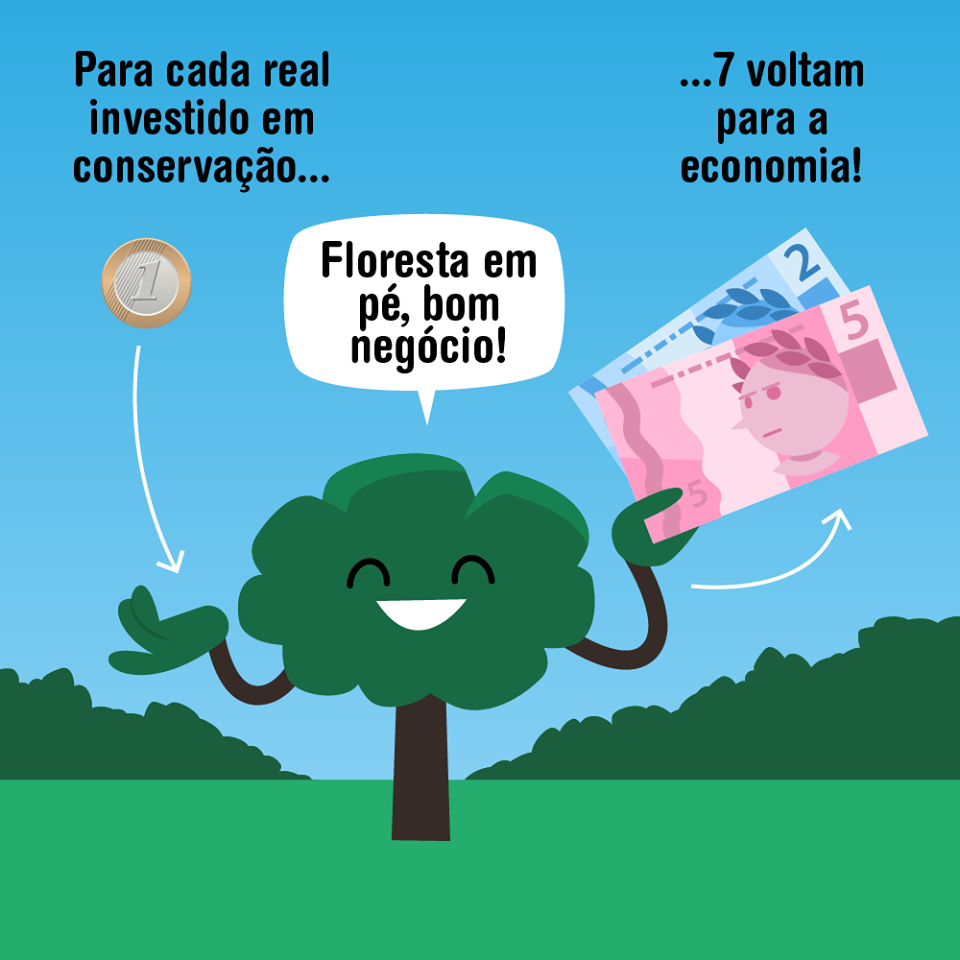 Para cada real
investido em
conservação...
...7 voltam
para a
economia!
1
Floresta em
pé, bom
negócio!
2
5
5